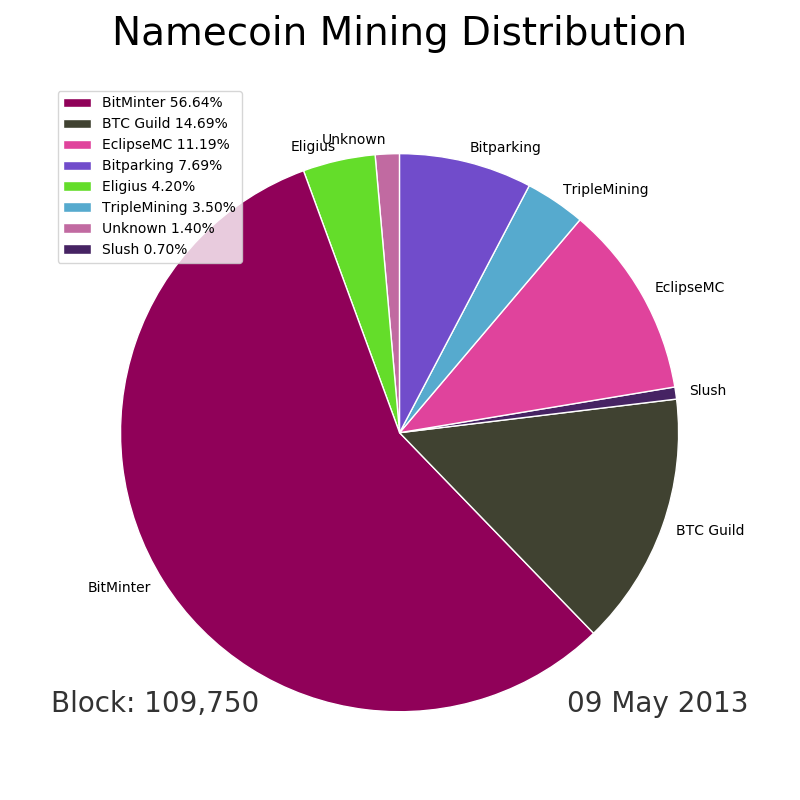 Namecoin Mining Distribution
BitMinter 56.64%
BTC Guild 14.69%
EclipseMC 11.19%
Bitparking 7.69%
Eligius 4.20%
TripleMining 3.50%
Unknown 1.40%
Slush 0.70%
Unknown
Eligius
Bitparking
TripleMining
EclipseMC
Slush
BTC Guild
BitMinter
Block: 109,750
09 May 2013